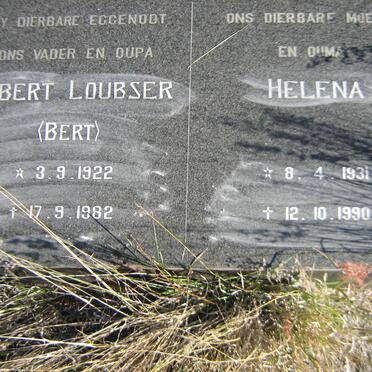 Y DIERBARE EGGENOOT
ONS VADER EN OUPA
BERT LOUBSER
(BERT)
☆ 3.9.1922
✝ 17.9.1982
ONS DIERBARE MOE
EN OUMA
HELENA
☆ 8.4.1931
✝ 12.10.1990